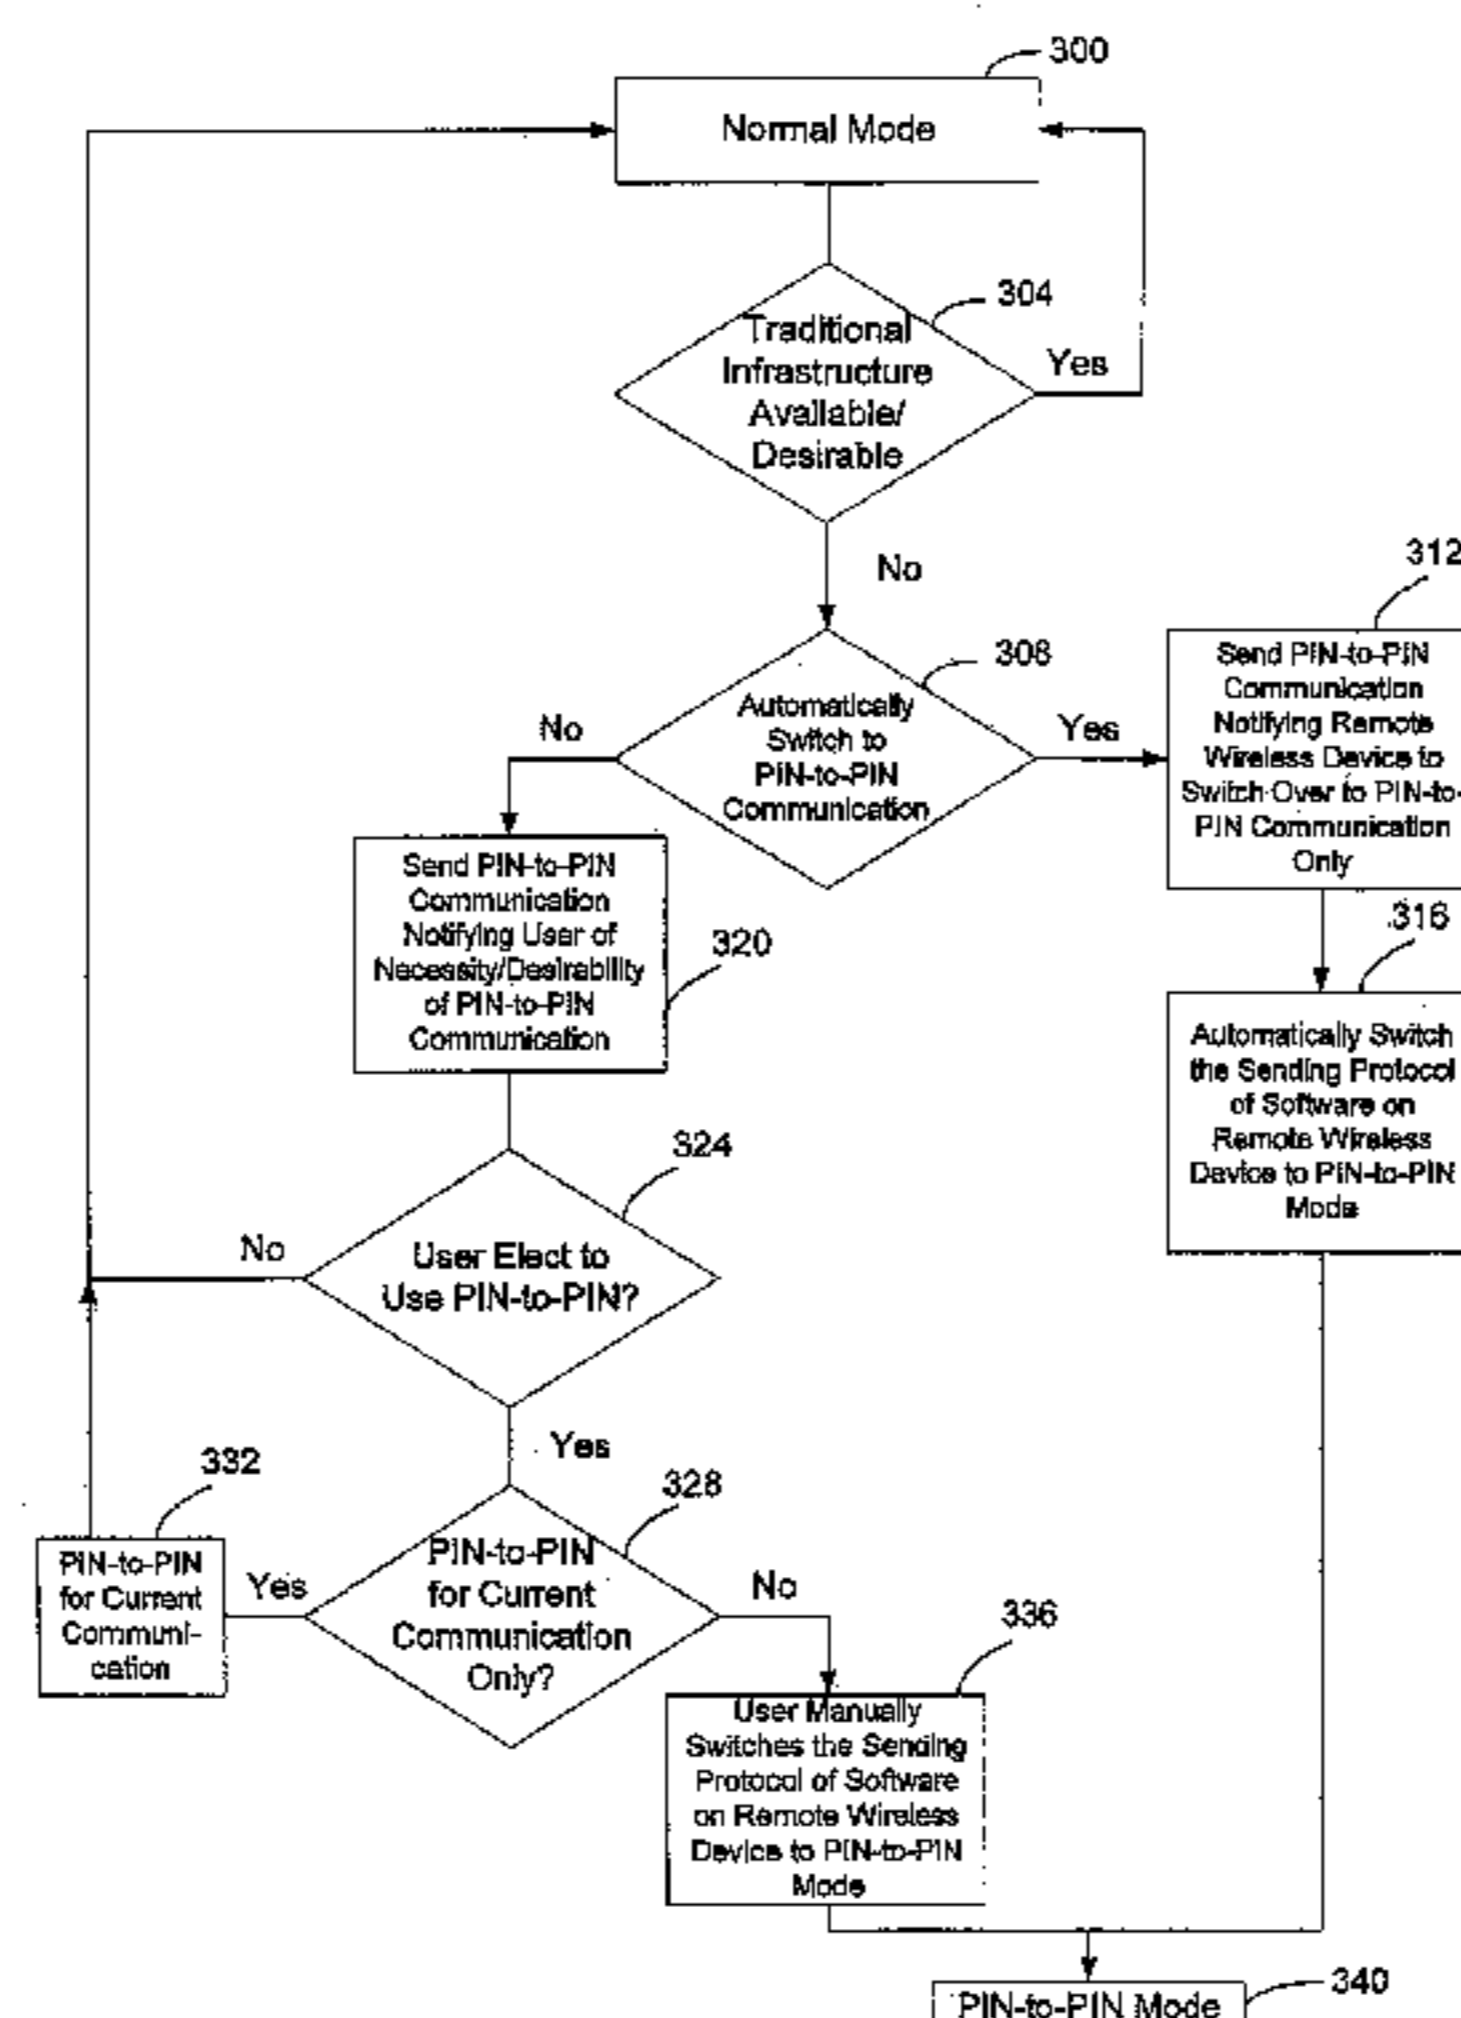 300
Normal Mode
304
Traditional
Infrastructure
Available/
Desirable
Yes
No
308
Automatically
Switch to
PIN-to-PIN
Communication
No
Yes
312
Send PIN-to-PIN
Communication
Notifying Remote
Wireless Device to
Switch Over to PIN-to-
PIN Communication
Only
316
Automatically Switch
the Sending Protocol
of Software on
Remote Wireless
Device to PIN-to-PIN
Mode
Send PIN-to-PIN
Communication
Notifying User of
Necessity/Desirability
of PIN-to-PIN
Communication
320
324
User Elect to
Use PIN-to-PIN?
No
Yes
328
PIN-to-PIN
for Current
Communication
Only?
Yes
No
332
PIN-to-PIN
for Current
Communi-
cation
336
User Manually
Switches the Sending
Protocol of Software
on Remote Wireless
Device to PIN-to-PIN
Mode
340
PIN-to-PIN Mode